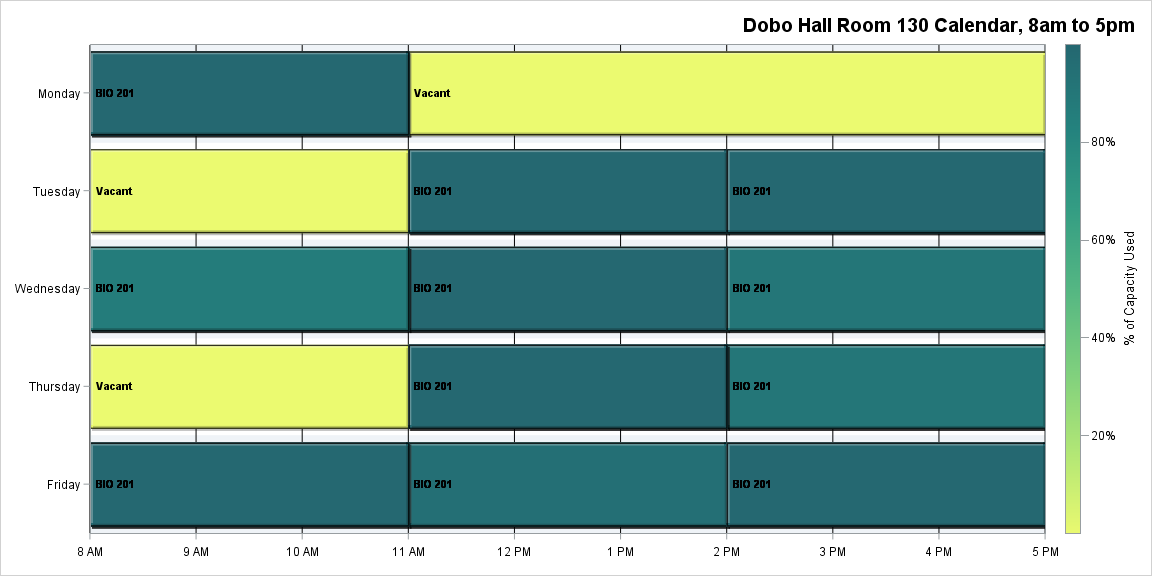 Dobo Hall Room 130 Calendar, 8am to 5pm
Monday
BIO 201
Vacant
Tuesday
Vacant
BIO 201
BIO 201
Wednesday
BIO 201
BIO 201
BIO 201
Thursday
Vacant
BIO 201
BIO 201
Friday
BIO 201
BIO 201
BIO 201
8 AM
9 AM
10 AM
11 AM
12 PM
1 PM
2 PM
3 PM
4 PM
5 PM
80%
60%
40%
20%
% of Capacity Used